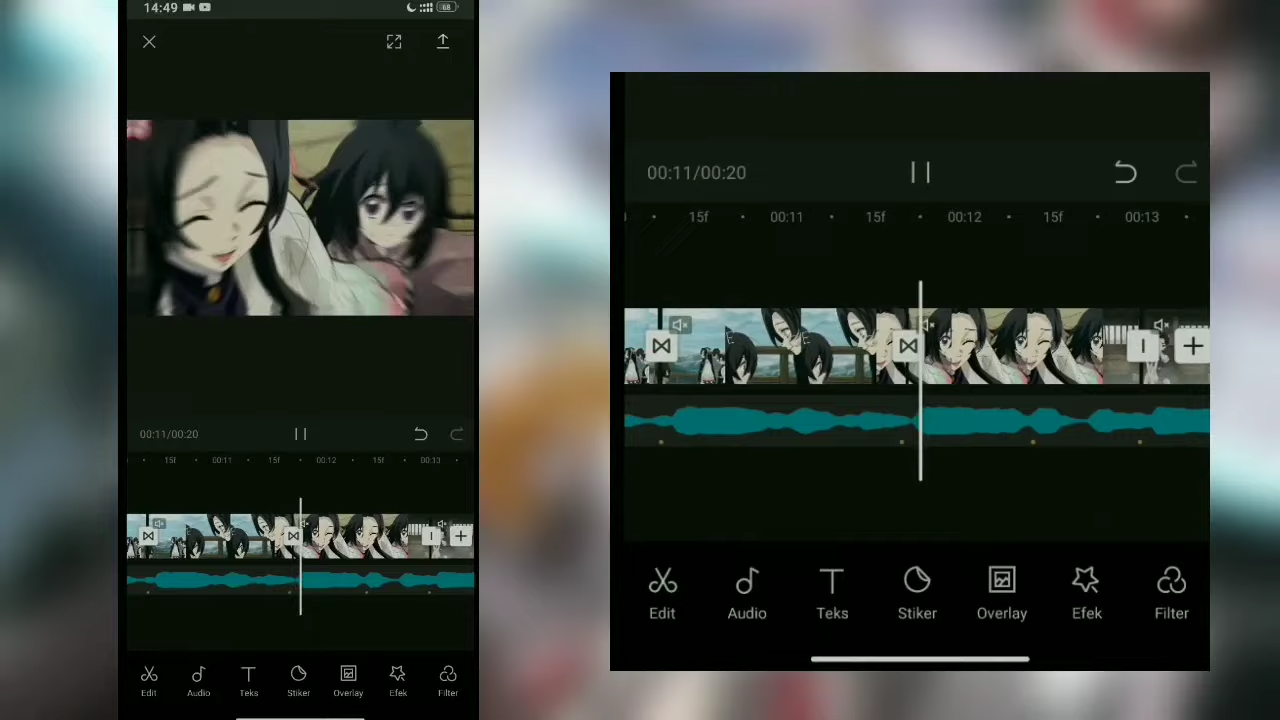 14:49
68
00:11/00:20
15f 00:11 15f 00:12 15f 00:13
Edit Audio Teks Stiker Overlay Efek Filter
00:11/00:20
15f 00:11 15f 00:12 15f 00:13
Edit Audio Teks Stiker Overlay Efek Filter